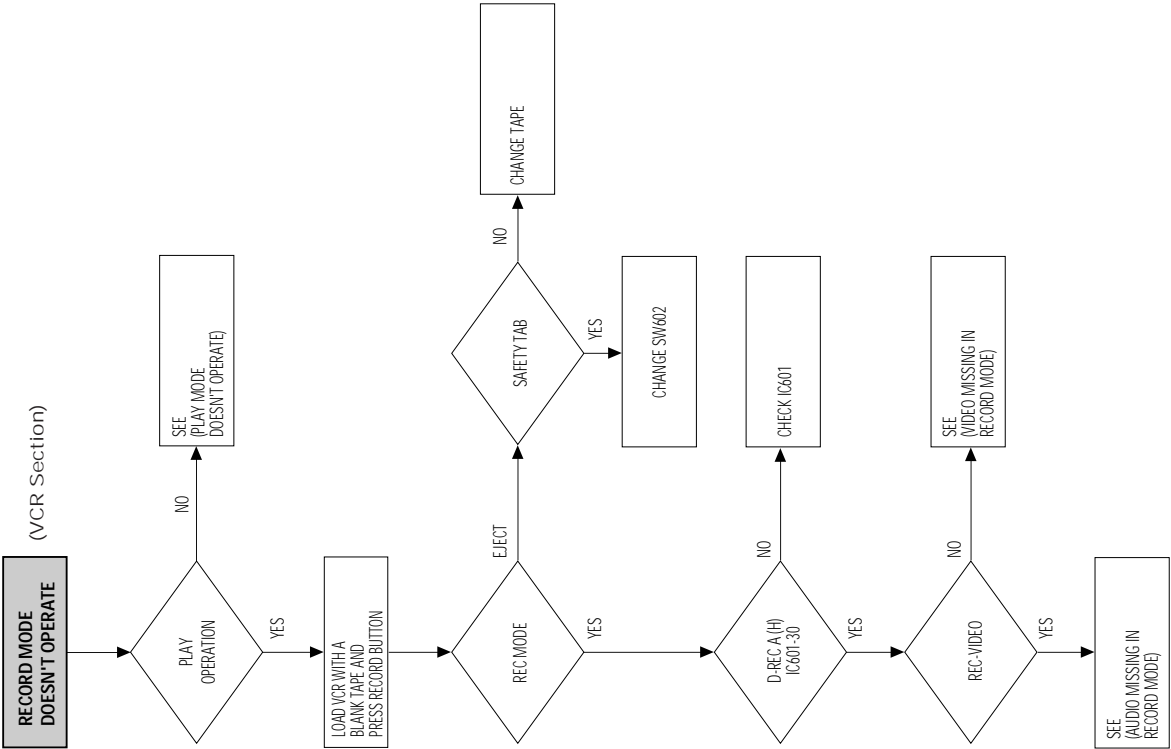 RECORD MODE
DOESN'T OPERATE
(VCR Section)
PLAY
OPERATION
NO
SEE
(PLAY MODE
DOESN'T OPERATE)
YES
LOAD VCR WITH A
BLANK TAPE AND
PRESS RECORD BUTTON
REC MODE
EJECT
SAFETY TAB
NO
CHANGE TAPE
YES
CHANGE SW602
YES
D-REC A (H)
IC601-30
NO
CHECK IC601
YES
REC-VIDEO
NO
SEE
(VIDEO MISSING IN
RECORD MODE)
YES
SEE
(AUDIO MISSING IN
RECORD MODE)